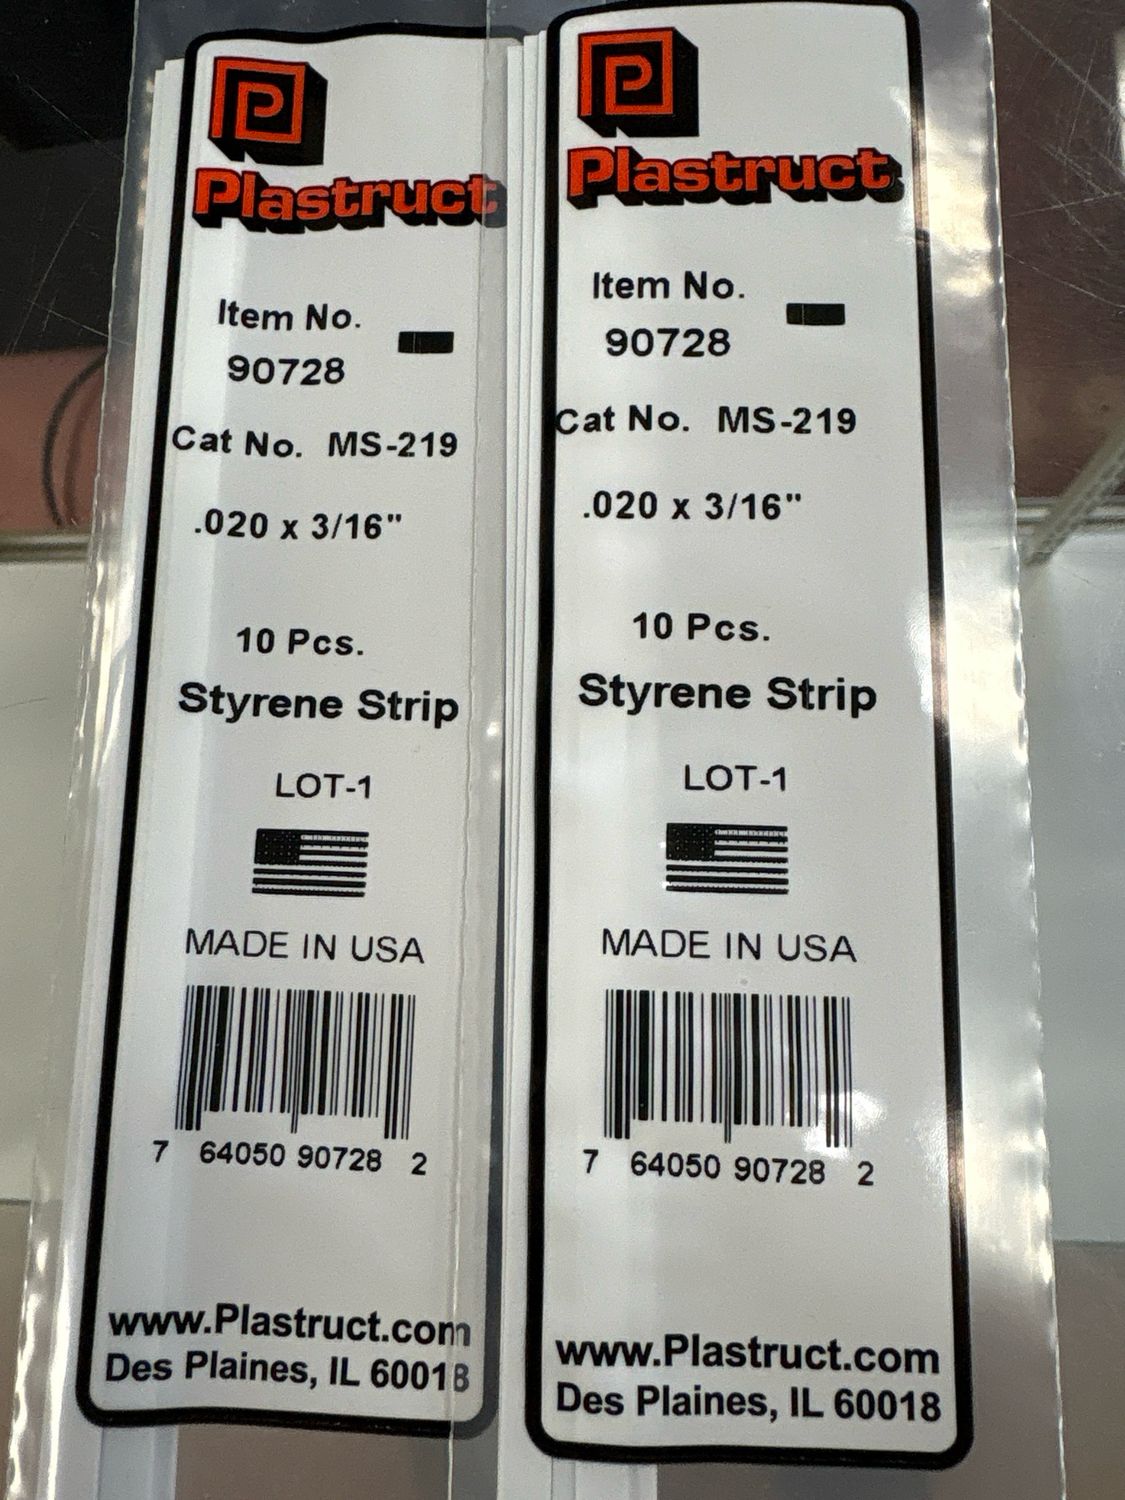 P
Plastruct
Item No.
90728
Cat No. MS-219
.020 x 3/16"
10 Pcs.
Styrene Strip
LOT-1
MADE IN USA
7 64050 90728 2
www.Plastruct.com
Des Plaines, IL 60018
P
Plastruct
Item No.
90728
Cat No. MS-219
.020 x 3/16"
10 Pcs.
Styrene Strip
LOT-1
MADE IN USA
7 64050 90728 2
www.Plastruct.com
Des Plaines, IL 60018